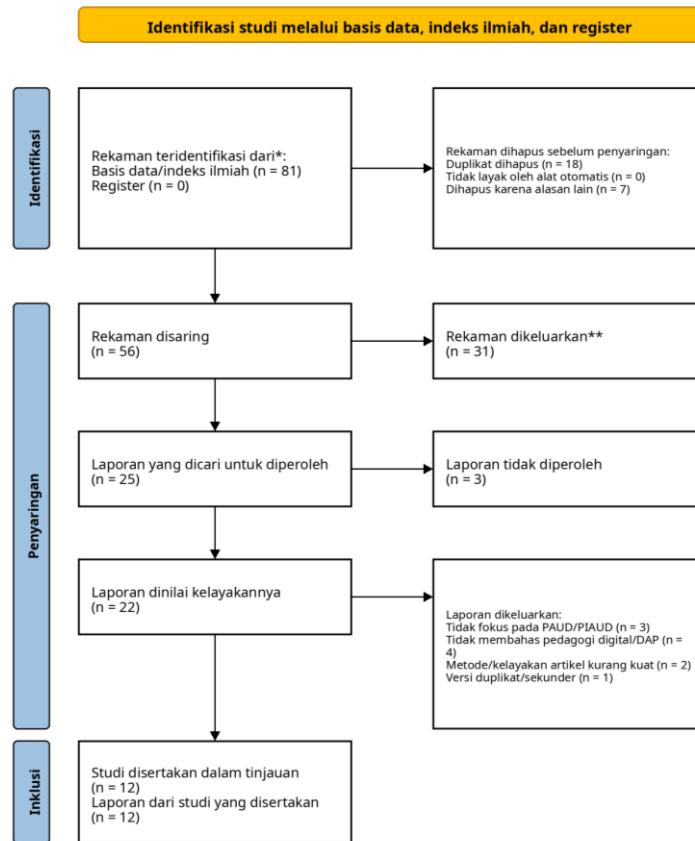 Identifikasi studi melalui basis data, indeks ilmiah, dan register
Identifikasi
Rekaman teridentifikasi dari*:
Basis data/indeks ilmiah (n = 81)
Register (n = 0)
Rekaman dihapus sebelum penyaringan:
Duplikat dihapus (n = 18)
Tidak layak oleh alat otomatis (n = 0)
Dihapus karena alasan lain (n = 7)
Penyaringan
Rekaman disaring
(n = 56)
Rekaman dikeluarkan**
(n = 31)
Laporan yang dicari untuk diperoleh
(n = 25)
Laporan tidak diperoleh
(n = 3)
Laporan dinilai kelayakannya
(n = 22)
Laporan dikeluarkan:
Tidak fokus pada PAUD/PIAUD (n = 3)
Tidak membahas pedagogi digital/DAP (n =
4)
Metode/kelayakan artikel kurang kuat (n = 2)
Versi duplikat/sekunder (n = 1)
Inklusi
Studi disertakan dalam tinjauan
(n = 12)
Laporan dari studi yang disertakan
(n = 12)